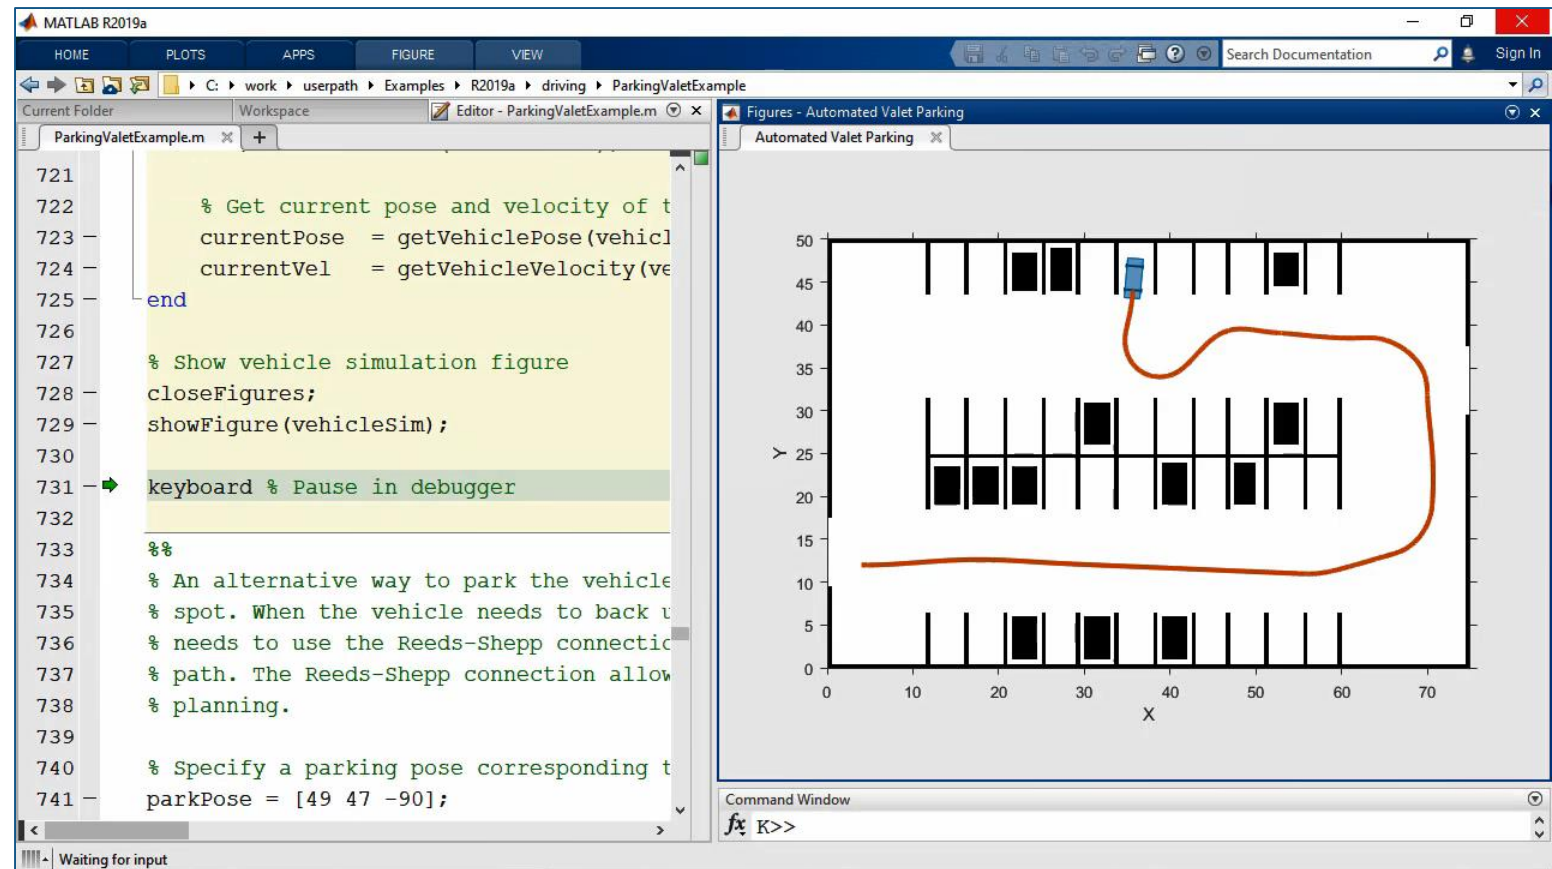 MATLAB R2019a
HOME PLOTS APPS FIGURE VIEW Search Documentation Sign In
C: work userpath Examples R2019a driving ParkingValetExample
Current Folder Workspace Editor - ParkingValetExample.m
ParkingValetExample.m +
721
722 % Get current pose and velocity of t
723 – currentPose = getVehiclePose(vehicl
724 – currentVel = getVehicleVelocity(ve
725 – end
726
727 % Show vehicle simulation figure
728 – closeFigures;
729 – showFigure(vehicleSim);
730
731 – keyboard % Pause in debugger
732
733 %%
734 % An alternative way to park the vehicle
735 % spot. When the vehicle needs to back u
736 % needs to use the Reeds-Shepp connectio
737 % path. The Reeds-Shepp connection allow
738 % planning.
739
740 % Specify a parking pose corresponding t
741 – parkPose = [49 47 -90];
Waiting for input
Figures - Automated Valet Parking
Automated Valet Parking
50
45
40
35
30
Y 25
20
15
10
5
0
0 10 20 30 40 50 60 70
X
Command Window
fx K>>